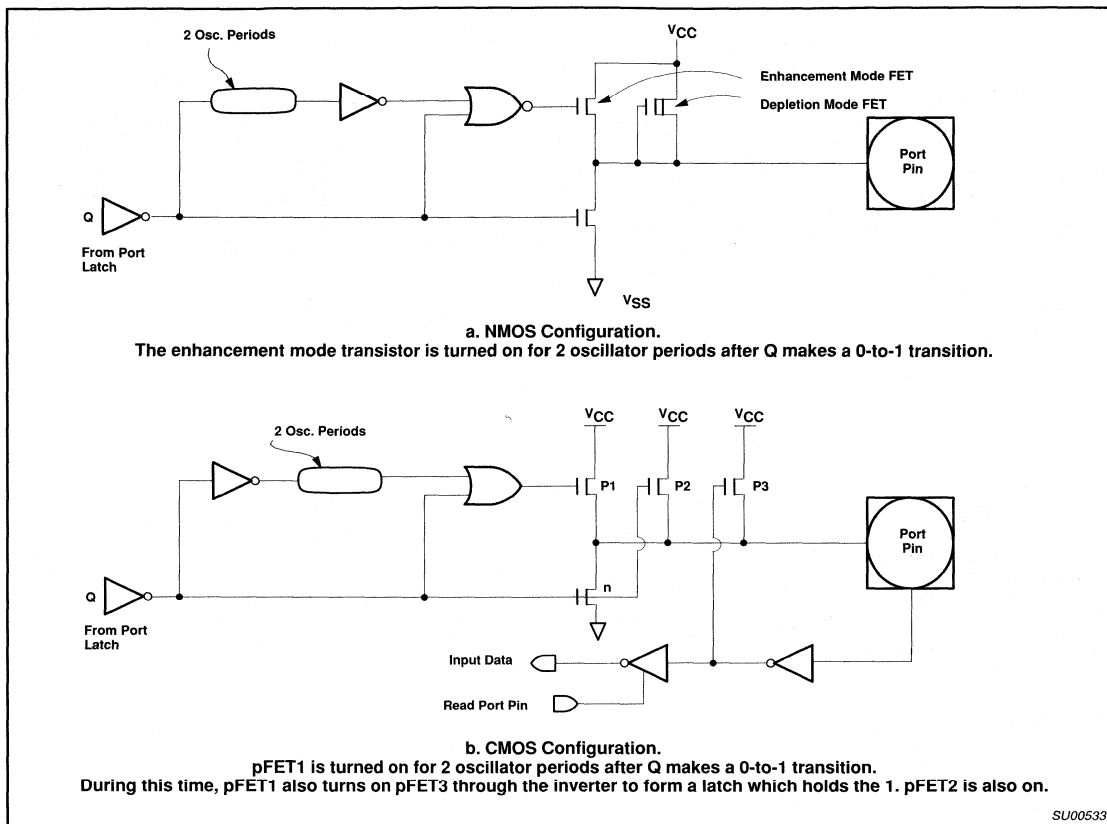 2 Osc. Periods
VCC
Enhancement Mode FET
Depletion Mode FET
Port
Pin
Q
From Port
Latch
VSS
a. NMOS Configuration.
The enhancement mode transistor is turned on for 2 oscillator periods after Q makes a 0-to-1 transition.
2 Osc. Periods
VCC
VCC
VCC
P1
P2
P3
Port
Pin
Q
n
From Port
Latch
Input Data
Read Port Pin
b. CMOS Configuration.
pFET1 is turned on for 2 oscillator periods after Q makes a 0-to-1 transition.
During this time, pFET1 also turns on pFET3 through the inverter to form a latch which holds the 1. pFET2 is also on.
SU00533